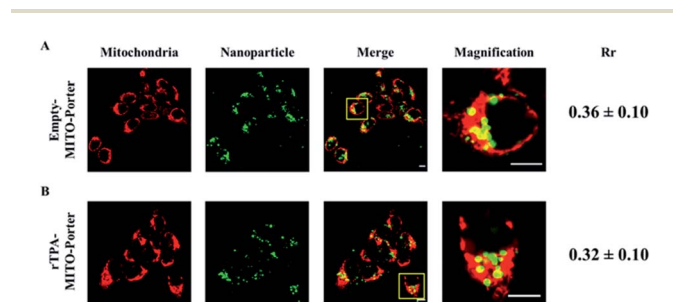 A
Mitochondria Nanoparticle Merge Magnification Rr
Empty-
MITO-Porter
0.36 ± 0.10
B
rTPA-
MITO-Porter
0.32 ± 0.10